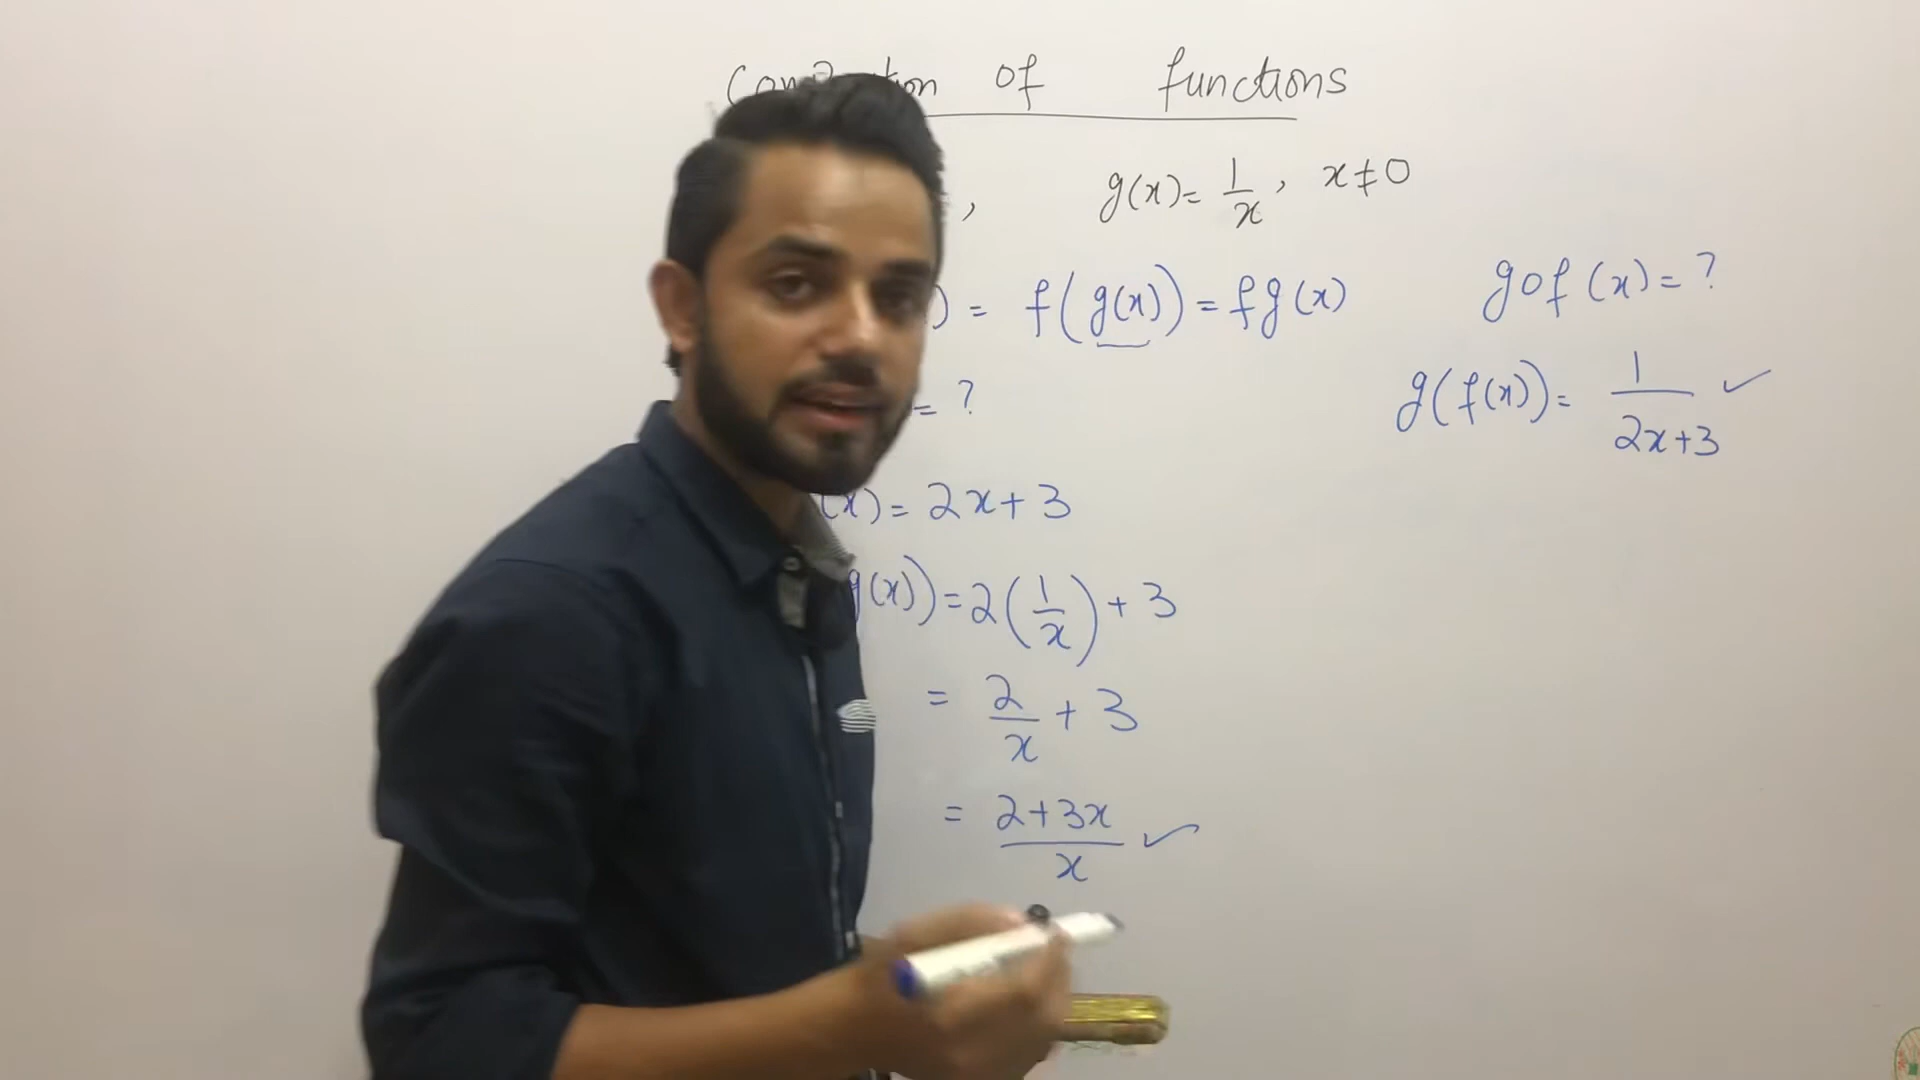 of functions
, g(x)= 1/x , x≠0
) = f(g(x)) = fg(x)
= ?
(x) = 2x+3
g(x)) = 2(1/x) + 3
= 2/x + 3
= (2+3x)/x ✓
gof(x) = ?
g(f(x)) = 1/(2x+3) ✓